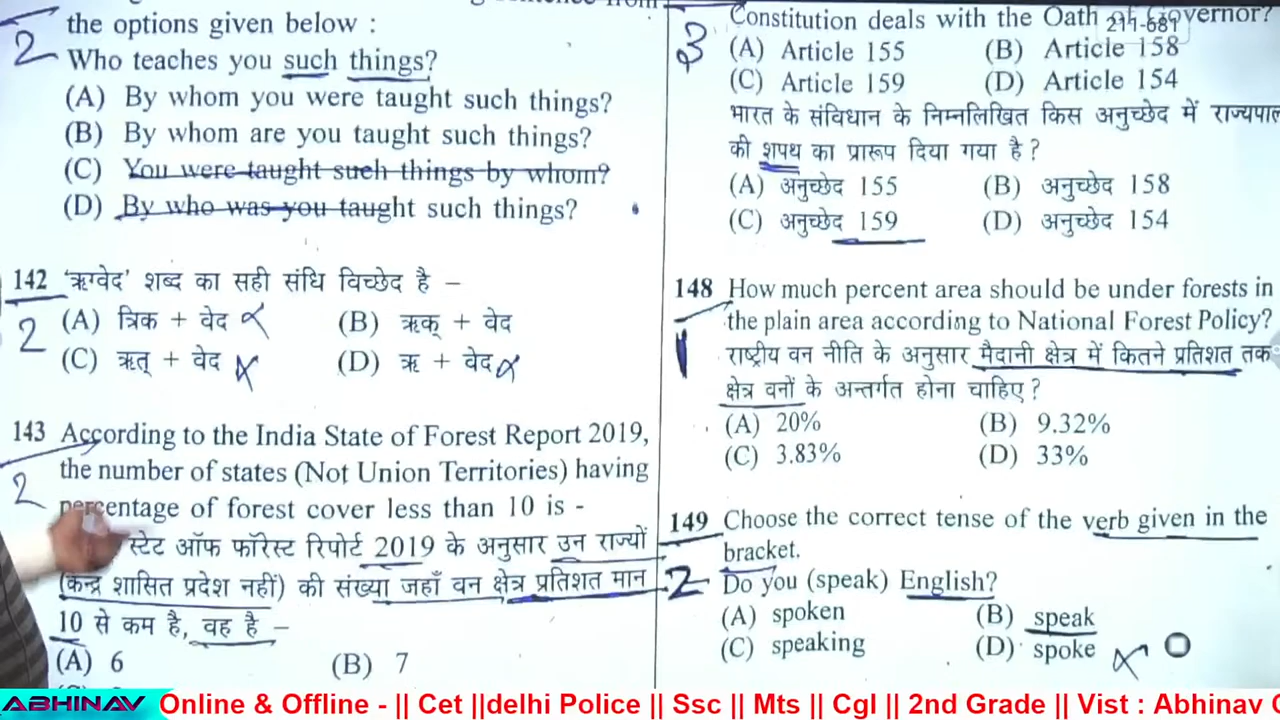 the options given below :
2
Who teaches you such things?
(A) By whom you were taught such things?
(B) By whom are you taught such things?
(C) You were taught such things by whom?
(D) By who was you taught such things?
142 'ऋग्वेद' शब्द का सही संधि विच्छेद है –
2
(A) त्रिक + वेद
(B) ऋक् + वेद
(C) ऋत् + वेद
(D) ऋ + वेद
143 According to the India State of Forest Report 2019,
the number of states (Not Union Territories) having
2
percentage of forest cover less than 10 is -
स्टेट ऑफ फॉरेस्ट रिपोर्ट 2019 के अनुसार उन राज्यों
(केन्द्र शासित प्रदेश नहीं) की संख्या जहाँ वन क्षेत्र प्रतिशत मान
10 से कम है, वह है –
(A) 6
(B) 7
Constitution deals with the Oath of Governor?
211-681
3
(A) Article 155
(B) Article 158
(C) Article 159
(D) Article 154
भारत के संविधान के निम्नलिखित किस अनुच्छेद में राज्यपाल
की शपथ का प्रारूप दिया गया है ?
(A) अनुच्छेद 155
(B) अनुच्छेद 158
(C) अनुच्छेद 159
(D) अनुच्छेद 154
148 How much percent area should be under forests in
the plain area according to National Forest Policy?
1
राष्ट्रीय वन नीति के अनुसार मैदानी क्षेत्र में कितने प्रतिशत तक
क्षेत्र वनों के अन्तर्गत होना चाहिए ?
(A) 20%
(B) 9.32%
(C) 3.83%
(D) 33%
149 Choose the correct tense of the verb given in the
bracket.
2
Do you (speak) English?
(A) spoken
(B) speak
(C) speaking
(D) spoke
ABHINAV Online & Offline - || Cet ||delhi Police || Ssc || Mts || Cgl || 2nd Grade || Vist : Abhinav